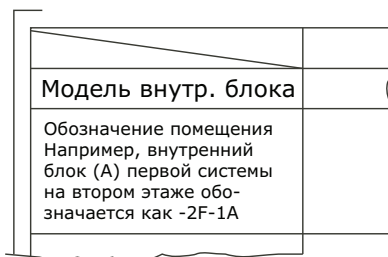 Модель внутр. блока
Обозначение помещения
Например, внутренний
блок (A) первой системы
на втором этаже обо-
значается как -2F-1A